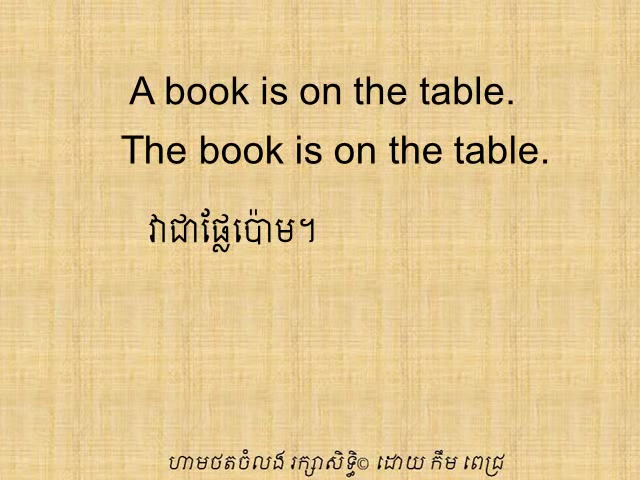 A book is on the table.
The book is on the table.
វាជាផ្លែប៉ោម។
ហាមថតចំលង រក្សាសិទ្ធិ© ដោយ កឹម ពេជ្រ